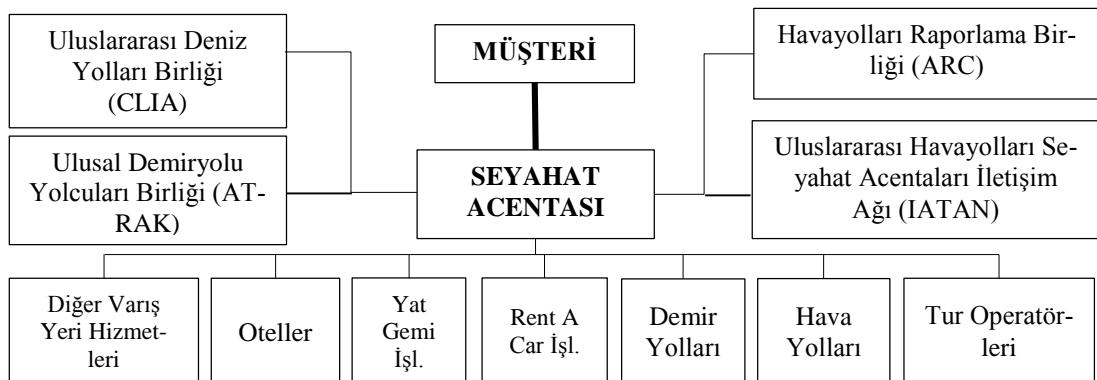 Uluslararası Deniz
Yolları Birliği
(CLIA)
MÜŞTERİ
Havayolları Raporlama Bir-
liği (ARC)
Ulusal Demiryolu
Yolcuları Birliği (AT-
RAK)
SEYAHAT
ACENTASI
Uluslararası Havayolları Se-
yahat Acentaları İletişim
Ağı (IATAN)
Diğer Varış
Yeri Hizmet-
leri
Oteller
Yat
Gemi
İşl.
Rent A
Car İşl.
Demir
Yolları
Hava
Yolları
Tur Operatör-
leri